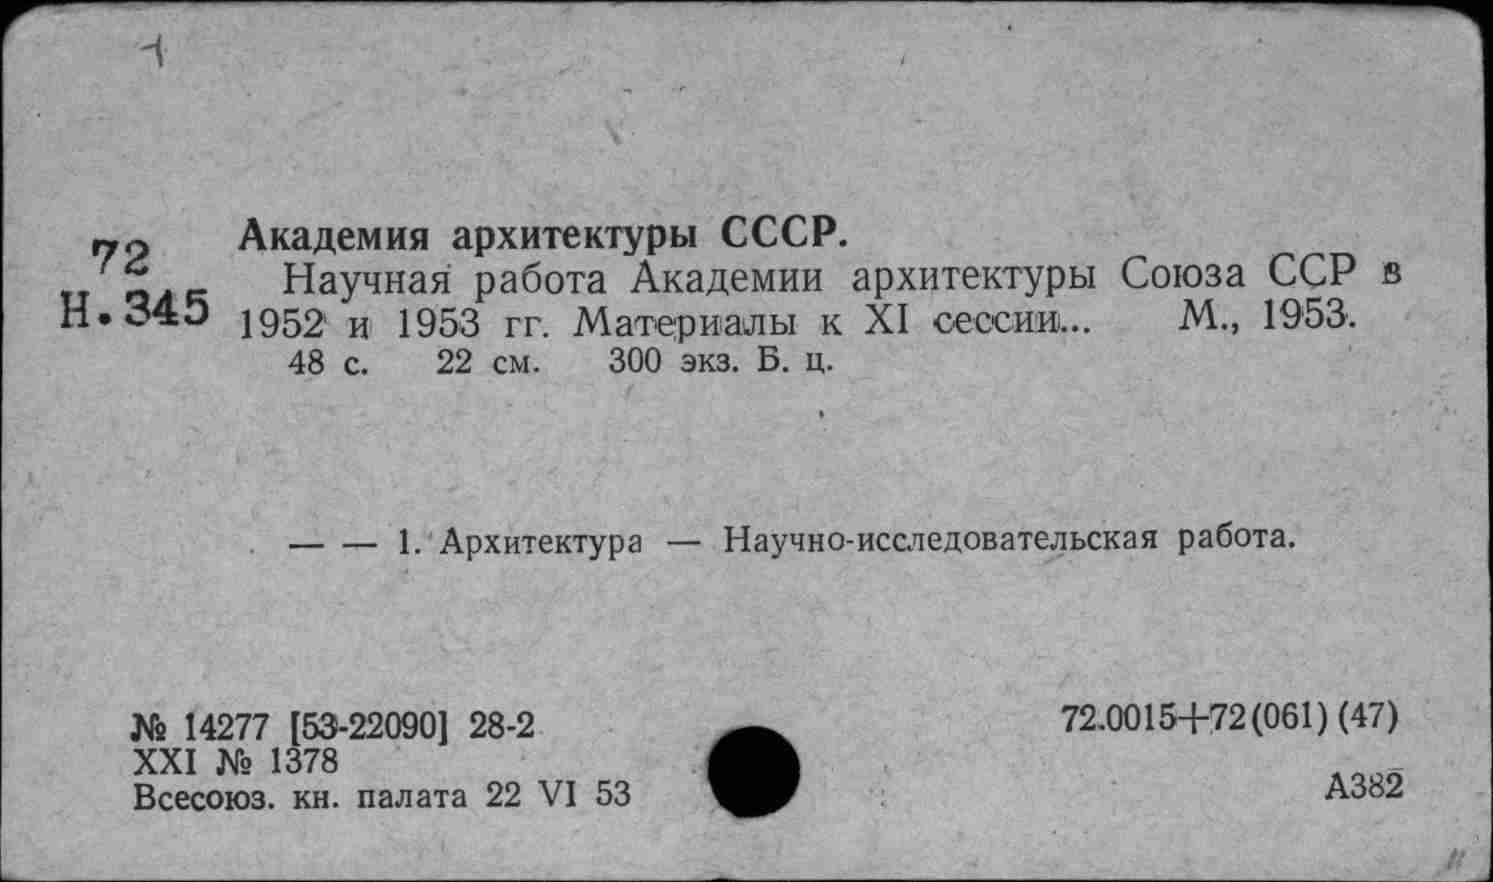 Ч
72
Н.345
Академия архитектуры СССР.
Научная работа Академии архитектуры Союза ССР в
1952 и 1953 гг. Материалы к XI сессии... М., 1953.
48 с. 22 см. 300 экз. Б. ц.
— — 1. Архитектура — Научно-исследовательская работа.
№ 14277 [53-22090] 28-2
XXI № 1378
Всесоюз. кн. палата 22 VI 53
72.0015+72(061)(47)
А382